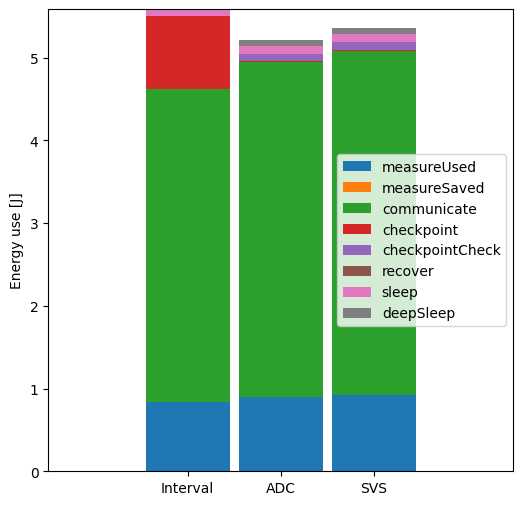 Energy use [J]
5
4
3
2
1
0
Interval
ADC
SVS
measureUsed
measureSaved
communicate
checkpoint
checkpointCheck
recover
sleep
deepSleep